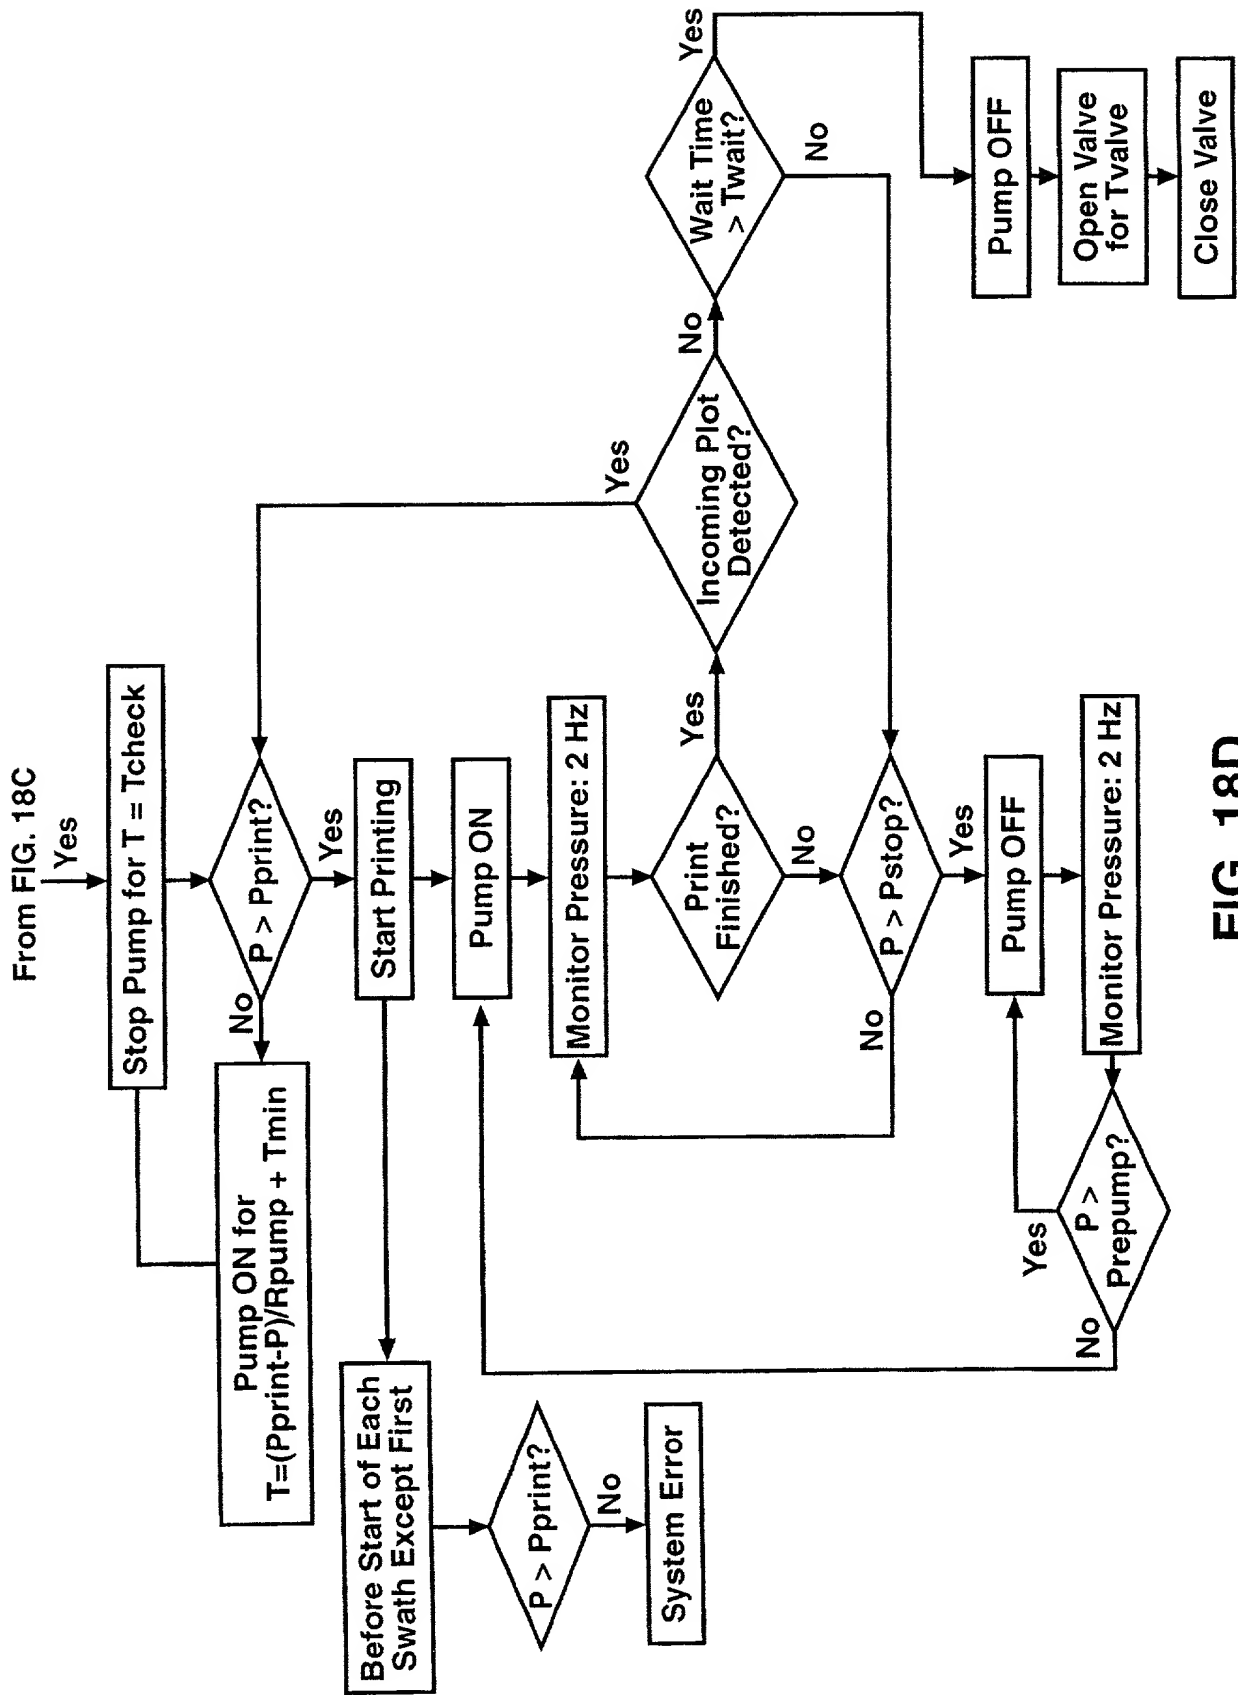 From FIG. 18C
Yes
Stop Pump for T = Tcheck
P > Pprint?
No
Pump ON for
T=(Pprint-P)/Rpump + Tmin
Yes
Start Printing
Before Start of Each
Swath Except First
P > Pprint?
No
System Error
Pump ON
Monitor Pressure: 2 Hz
Print
Finished?
Yes
Incoming Plot
Detected?
Yes
No
Wait Time
> Twait?
Yes
No
Pump OFF
Open Valve
for Tvalve
Close Valve
No
P > Pstop?
No
Yes
Pump OFF
Monitor Pressure: 2 Hz
P >
Prepump?
Yes
No
FIG. 18D